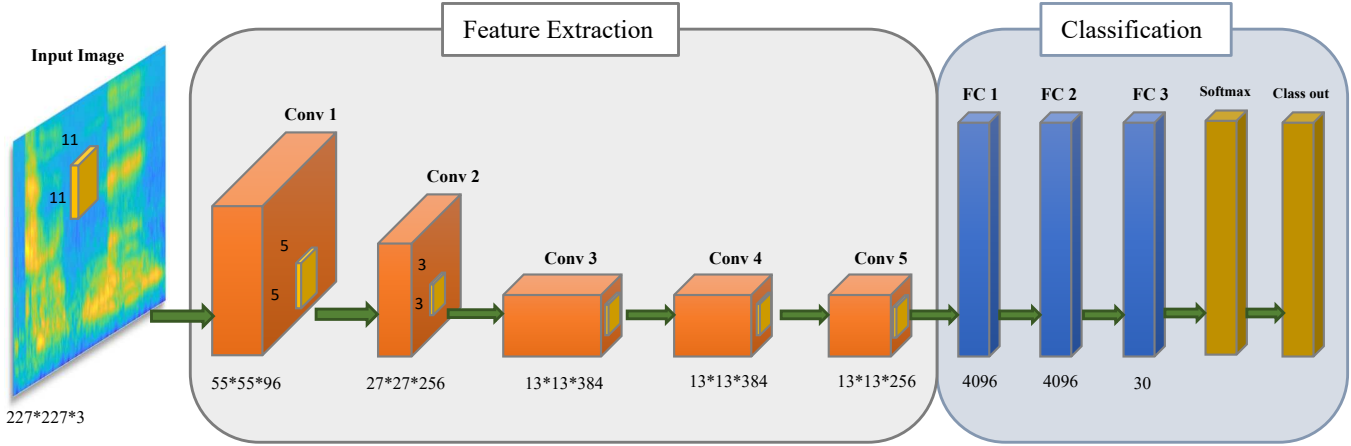 Feature Extraction
Classification
Input Image
11
11
227*227*3
Conv 1
5
5
55*55*96
Conv 2
3
3
27*27*256
Conv 3
13*13*384
Conv 4
13*13*384
Conv 5
13*13*256
FC 1
4096
FC 2
4096
FC 3
30
Softmax
Class out